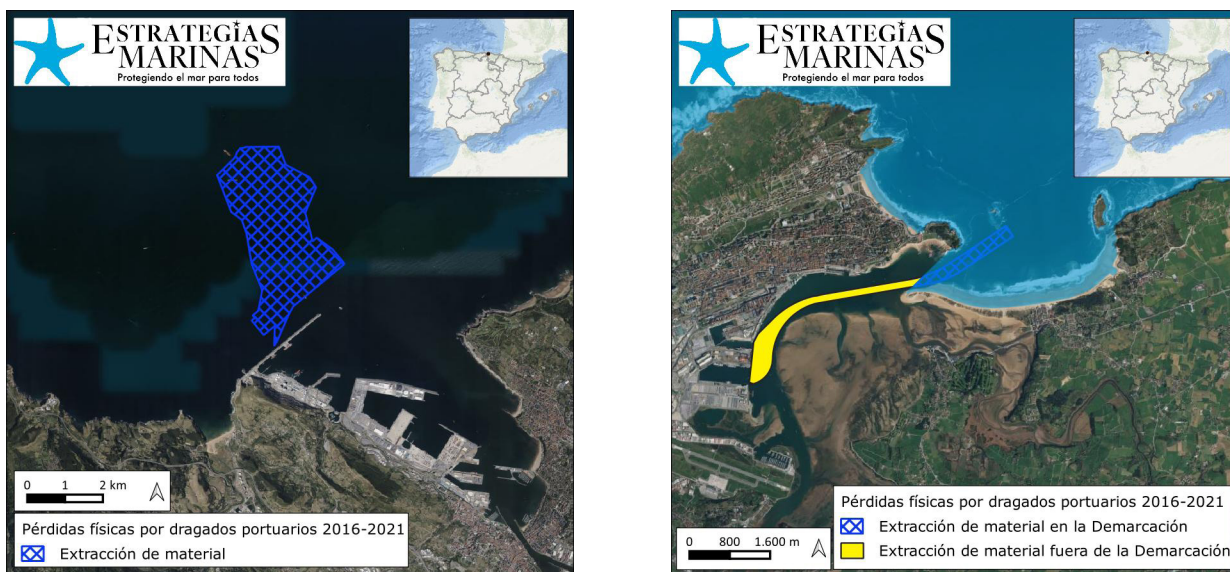 ESTRATEGIAS
MARINAS
Protegiendo el mar para todos
0 1 2 km
Pérdidas físicas por dragados portuarios 2016-2021
Extracción de material
ESTRATEGIAS
MARINAS
Protegiendo el mar para todos
0 800 1.600 m
Pérdidas físicas por dragados portuarios 2016-2021
Extracción de material en la Demarcación
Extracción de material fuera de la Demarcación